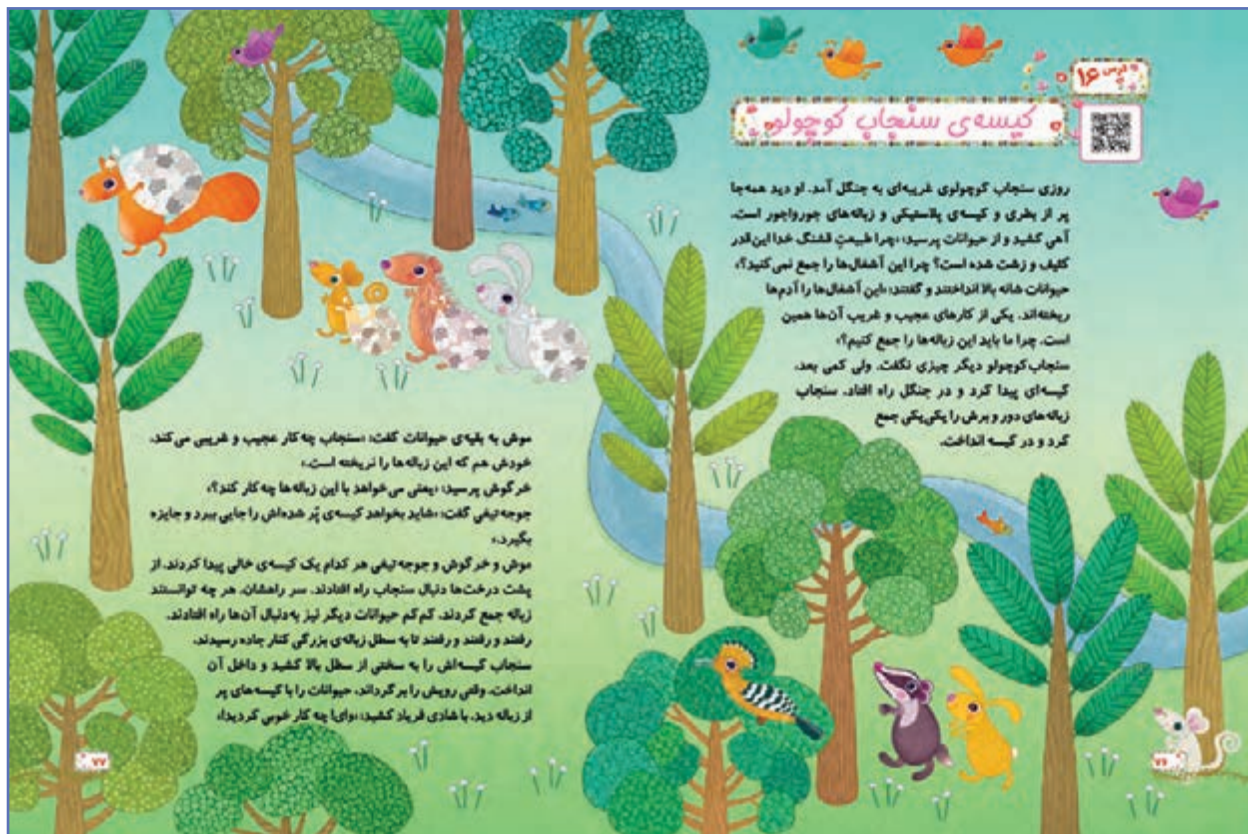 درس ۱۶
کیسه‌ی سنجاب کوچولو
روزی سنجاب کوچولوی غریبه‌ای به جنگل آمد. او دید همه‌جا
پر از بطری و کیسه‌ی پلاستیکی و زباله‌های جورواجور است.
آهی کشید و از حیوانات پرسید: «چرا طبیعتِ قشنگ خدا این‌قدر
کثیف و زشت شده است؟ چرا این آشغال‌ها را جمع نمی‌کنید؟»
حیوانات شانه بالا انداختند و گفتند: «این آشغال‌ها را آدم‌ها
ریخته‌اند. یکی از کارهای عجیب و غریب آن‌ها همین
است. چرا ما باید این زباله‌ها را جمع کنیم؟»
سنجاب کوچولو دیگر چیزی نگفت. ولی کمی بعد،
کیسه‌ای پیدا کرد و در جنگل راه افتاد. سنجاب
زباله‌های دور و برش را یکی‌یکی جمع
کرد و در کیسه انداخت.
۷۶
موش به بقیه‌ی حیوانات گفت: «سنجاب چه کار عجیب و غریبی می‌کند.
خودش هم که این زباله‌ها را نریخته است.»
خرگوش پرسید: «یعنی می‌خواهد با این زباله‌ها چه کار کند؟»
جوجه‌تیغی گفت: «شاید بخواهد کیسه‌ی پُر شده‌اش را جایی ببرد و جایزه
بگیرد.»
موش و خرگوش و جوجه‌تیغی هر کدام یک کیسه‌ی خالی پیدا کردند. از
پشت درخت‌ها دنبال سنجاب راه افتادند. سر راهشان، هر چه توانستند
زباله جمع کردند. کم‌کم حیوانات دیگر نیز به‌دنبال آن‌ها راه افتادند.
رفتند و رفتند و رفتند تا به سطل زباله‌ی بزرگی کنار جاده رسیدند.
سنجاب کیسه‌اش را به سختی از سطل بالا کشید و داخل آن
انداخت. وقتی رویش را برگرداند، حیوانات را با کیسه‌های پر
از زباله دید. با شادی فریاد کشید: «وای! چه کار خوبی کردید!»
۷۷